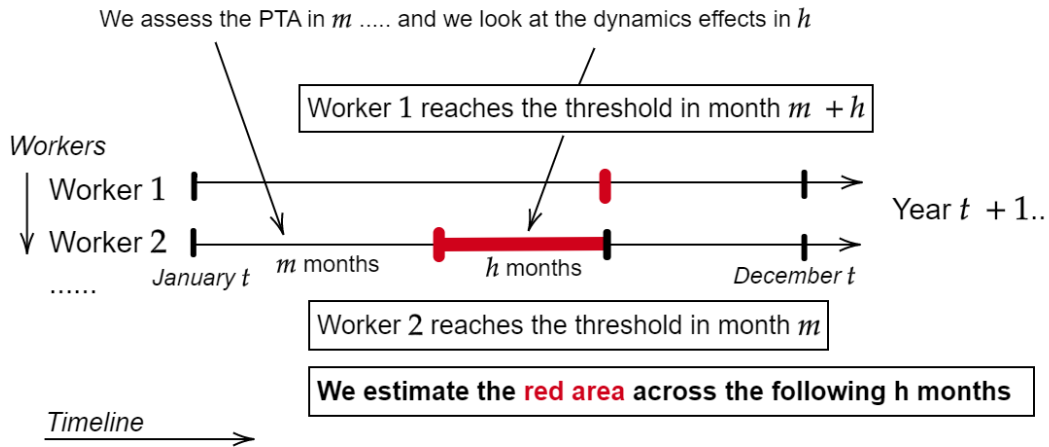 We assess the PTA in m ..... and we look at the dynamics effects in h
Worker 1 reaches the threshold in month m + h
Workers
Worker 1
Year t + 1..
Worker 2
January t
m months
h months
December t
......
Worker 2 reaches the threshold in month m
We estimate the red area across the following h months
Timeline